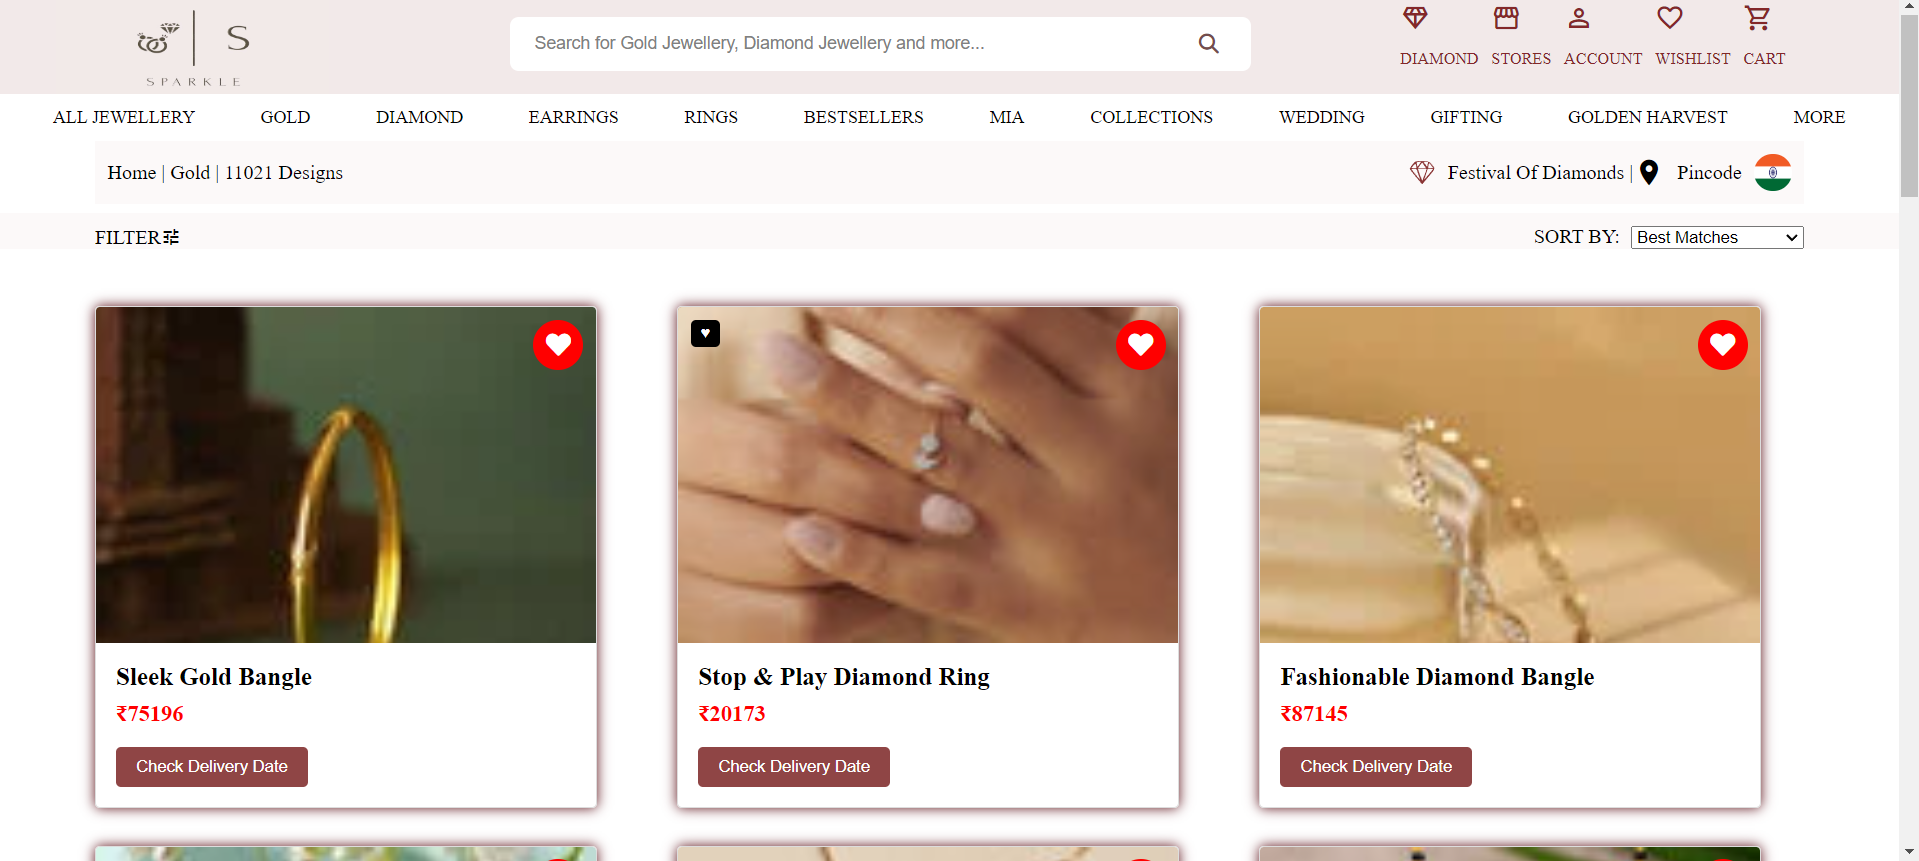 S
SPARKLE
Search for Gold Jewellery, Diamond Jewellery and more...
DIAMOND STORES ACCOUNT WISHLIST CART
ALL JEWELLERY GOLD DIAMOND EARRINGS RINGS BESTSELLERS MIA COLLECTIONS WEDDING GIFTING GOLDEN HARVEST MORE
Home | Gold | 11021 Designs
Festival Of Diamonds | Pincode
FILTER
SORT BY: Best Matches
Sleek Gold Bangle
₹75196
Check Delivery Date
Stop & Play Diamond Ring
₹20173
Check Delivery Date
Fashionable Diamond Bangle
₹87145
Check Delivery Date